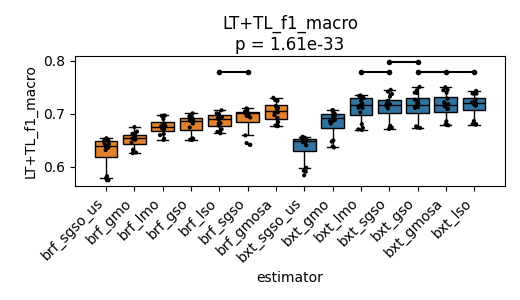 LT+TL_f1_macro
p = 1.61e-33
LT+TL_f1_macro
0.8
0.7
0.6
brf_sgso_us
brf_gmo
brf_lmo
brf_gso
brf_lso
brf_sgso
brf_gmosa
bxt_sgso_us
bxt_gmo
bxt_lmo
bxt_sgso
bxt_gso
bxt_gmosa
bxt_lso
estimator